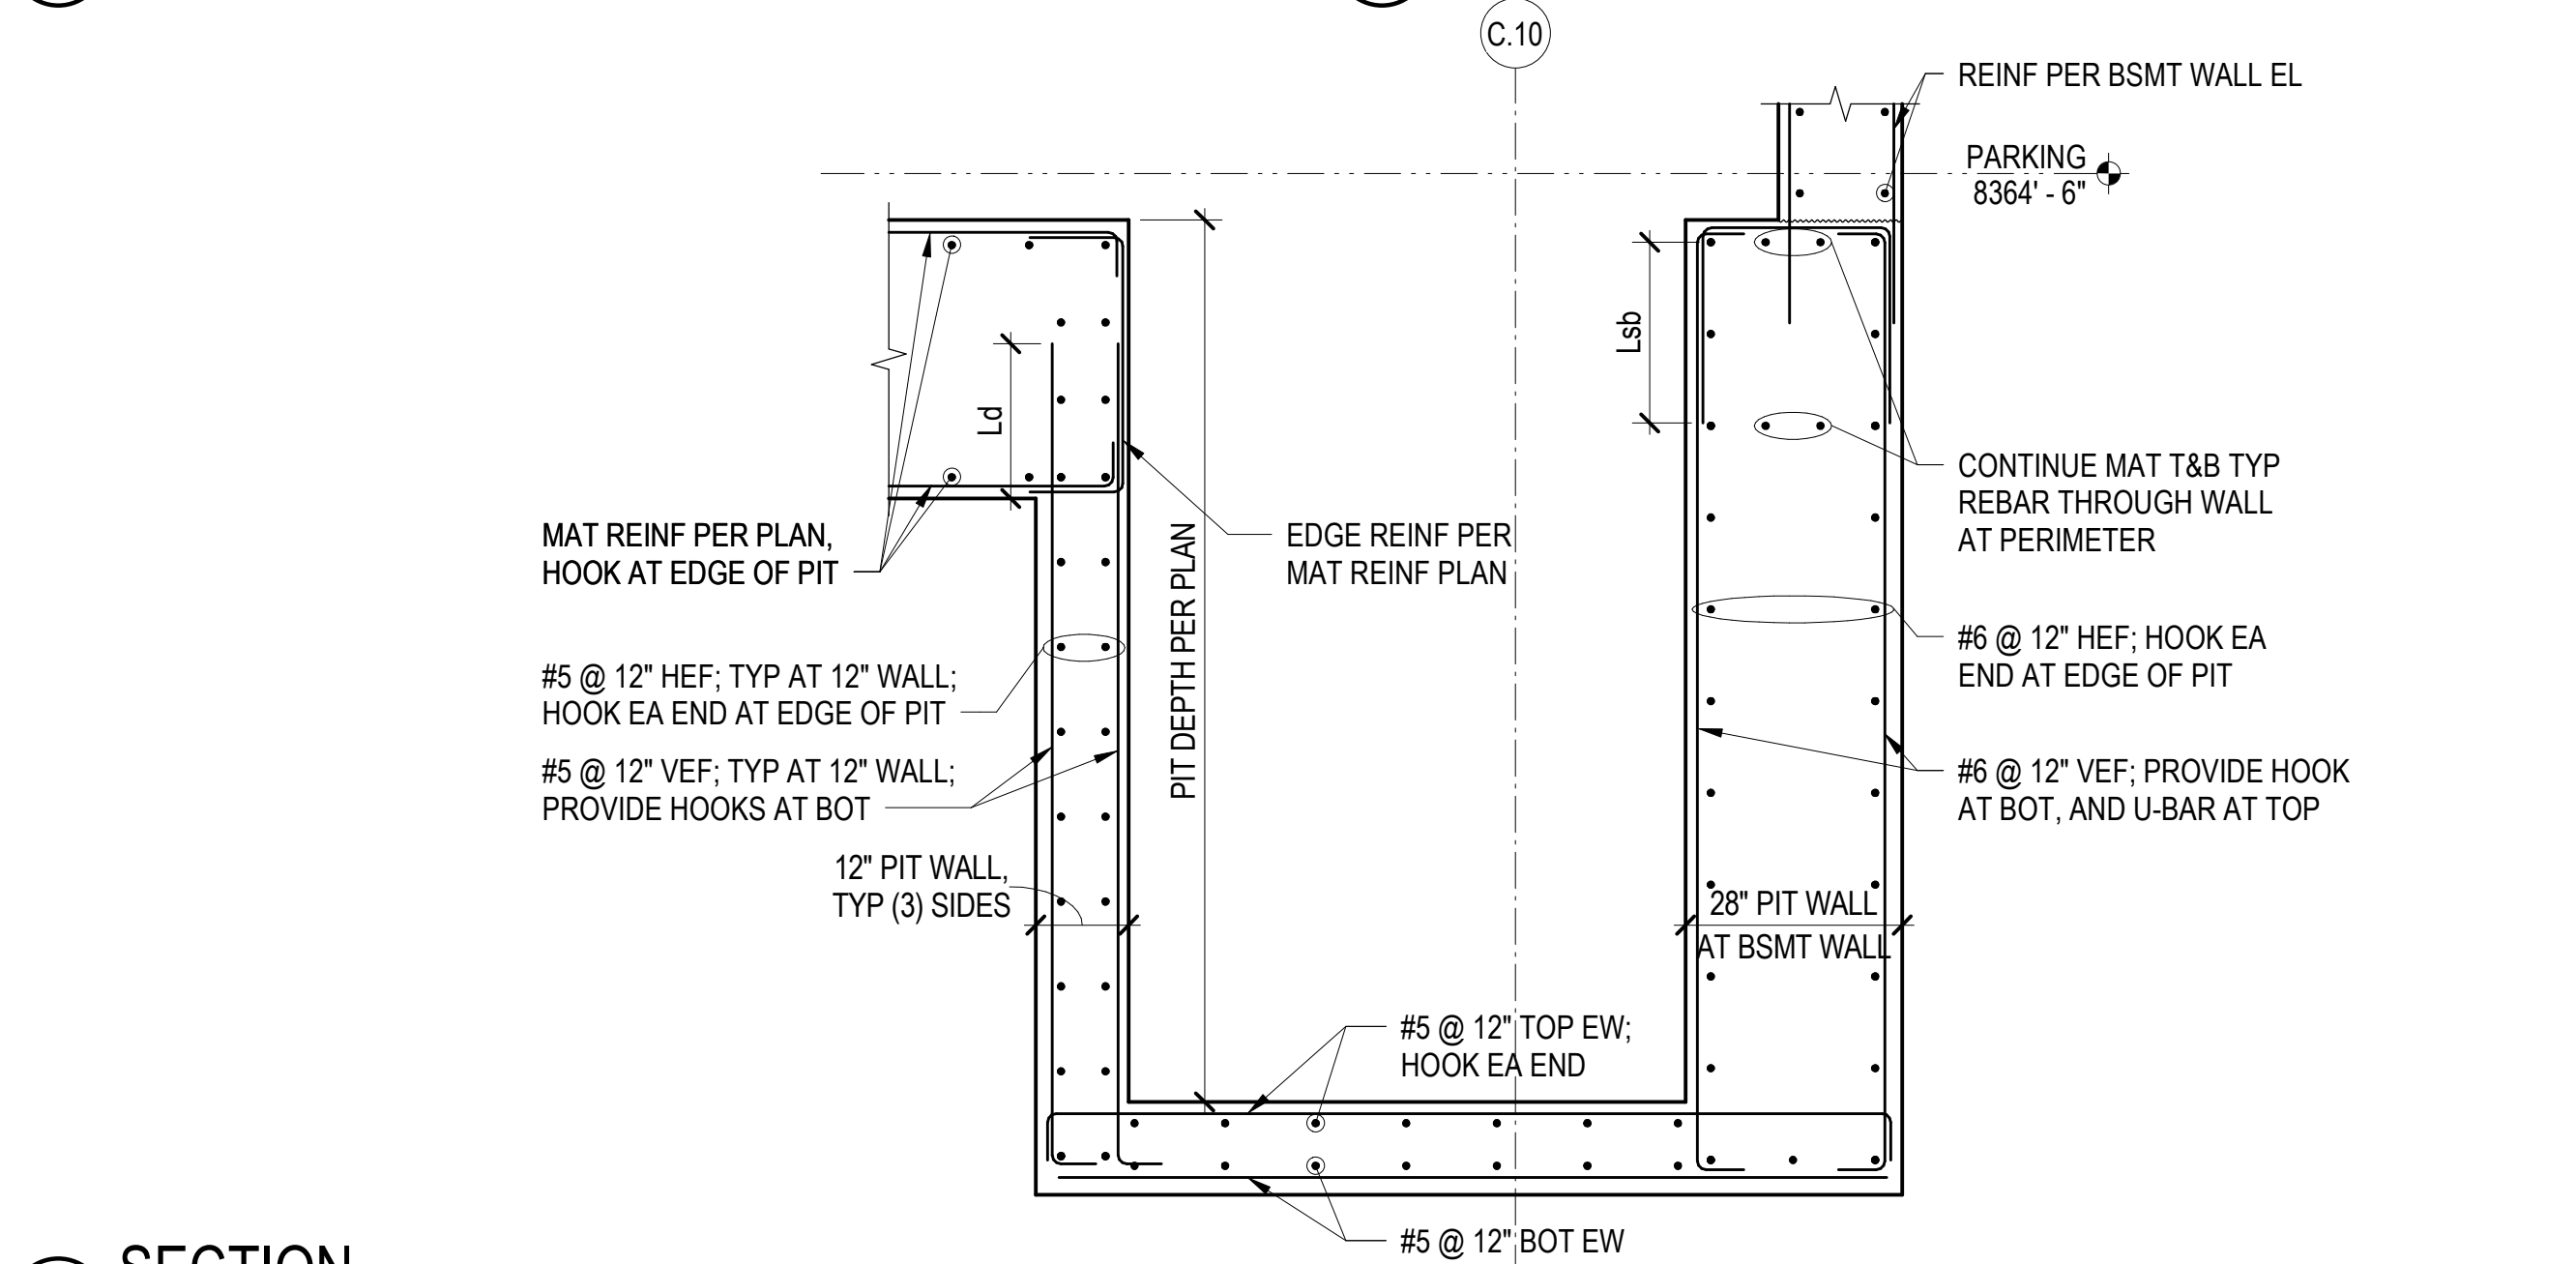 C.10
REINF PER BSMT WALL EL
PARKING
8364' - 6"
Lsb
Ld
CONTINUE MAT T&B TYP
REBAR THROUGH WALL
AT PERIMETER
MAT REINF PER PLAN,
HOOK AT EDGE OF PIT
EDGE REINF PER
MAT REINF PLAN
PIT DEPTH PER PLAN
#6 @ 12" HEF; HOOK EA
END AT EDGE OF PIT
#5 @ 12" HEF; TYP AT 12" WALL;
HOOK EA END AT EDGE OF PIT
#5 @ 12" VEF; TYP AT 12" WALL;
PROVIDE HOOKS AT BOT
#6 @ 12" VEF; PROVIDE HOOK
AT BOT, AND U-BAR AT TOP
12" PIT WALL,
TYP (3) SIDES
28" PIT WALL
AT BSMT WALL
#5 @ 12" TOP EW;
HOOK EA END
#5 @ 12" BOT EW
SECTION